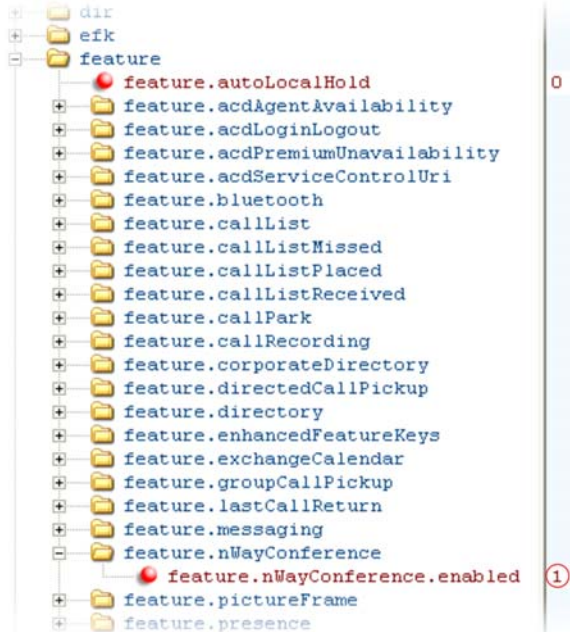 dir
efk
feature
feature.autoLocalHold 0
feature.acdAgentAvailability
feature.acdLoginLogout
feature.acdPremiumUnavailability
feature.acdServiceControlUri
feature.bluetooth
feature.callList
feature.callListMissed
feature.callListPlaced
feature.callListReceived
feature.callPark
feature.callRecording
feature.corporateDirectory
feature.directedCallPickup
feature.directory
feature.enhancedFeatureKeys
feature.exchangeCalendar
feature.groupCallPickup
feature.lastCallReturn
feature.messaging
feature.nWayConference
feature.nWayConference.enabled 1
feature.pictureFrame
feature.presence